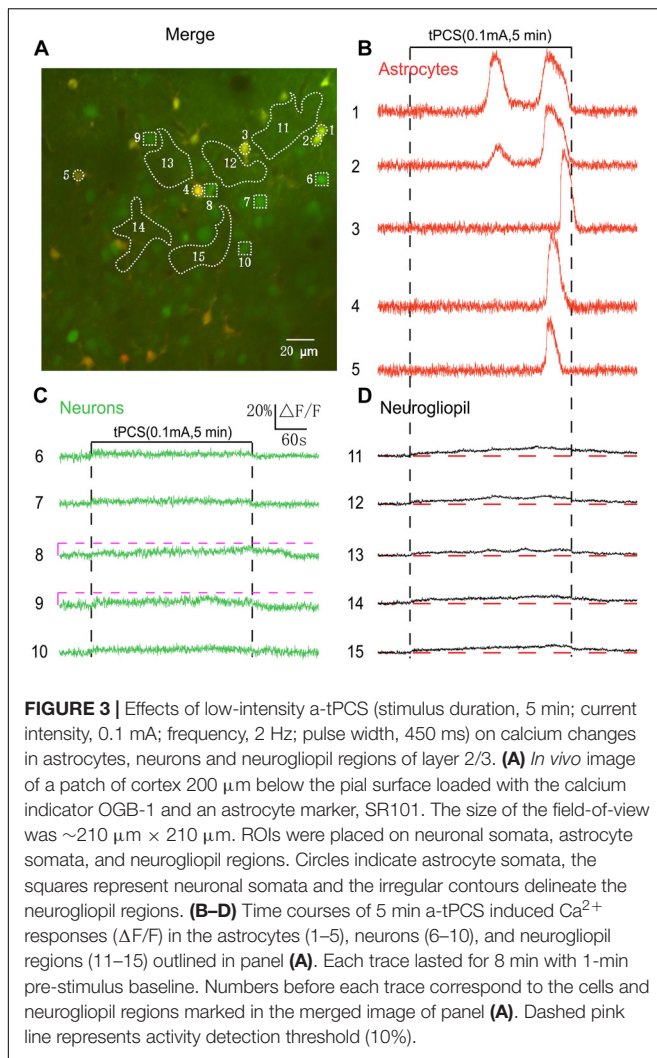 A
Merge
11
1
2
3
9
13
12
5
6
4
8
7
14
15
10
20 μm
B
tPCS(0.1mA,5 min)
Astrocytes
1
2
3
4
5
C
Neurons
20% △F/F
60s
tPCS(0.1mA,5 min)
6
7
8
9
10
D
Neurogliopil
11
12
13
14
15
FIGURE 3 | Effects of low-intensity a-tPCS (stimulus duration, 5 min; current
intensity, 0.1 mA; frequency, 2 Hz; pulse width, 450 ms) on calcium changes
in astrocytes, neurons and neurogliopil regions of layer 2/3. (A) In vivo image
of a patch of cortex 200 μm below the pial surface loaded with the calcium
indicator OGB-1 and an astrocyte marker, SR101. The size of the field-of-view
was ~210 μm × 210 μm. ROIs were placed on neuronal somata, astrocyte
somata, and neurogliopil regions. Circles indicate astrocyte somata, the
squares represent neuronal somata and the irregular contours delineate the
neurogliopil regions. (B–D) Time courses of 5 min a-tPCS induced Ca2+
responses (ΔF/F) in the astrocytes (1–5), neurons (6–10), and neurogliopil
regions (11–15) outlined in panel (A). Each trace lasted for 8 min with 1-min
pre-stimulus baseline. Numbers before each trace correspond to the cells and
neurogliopil regions marked in the merged image of panel (A). Dashed pink
line represents activity detection threshold (10%).